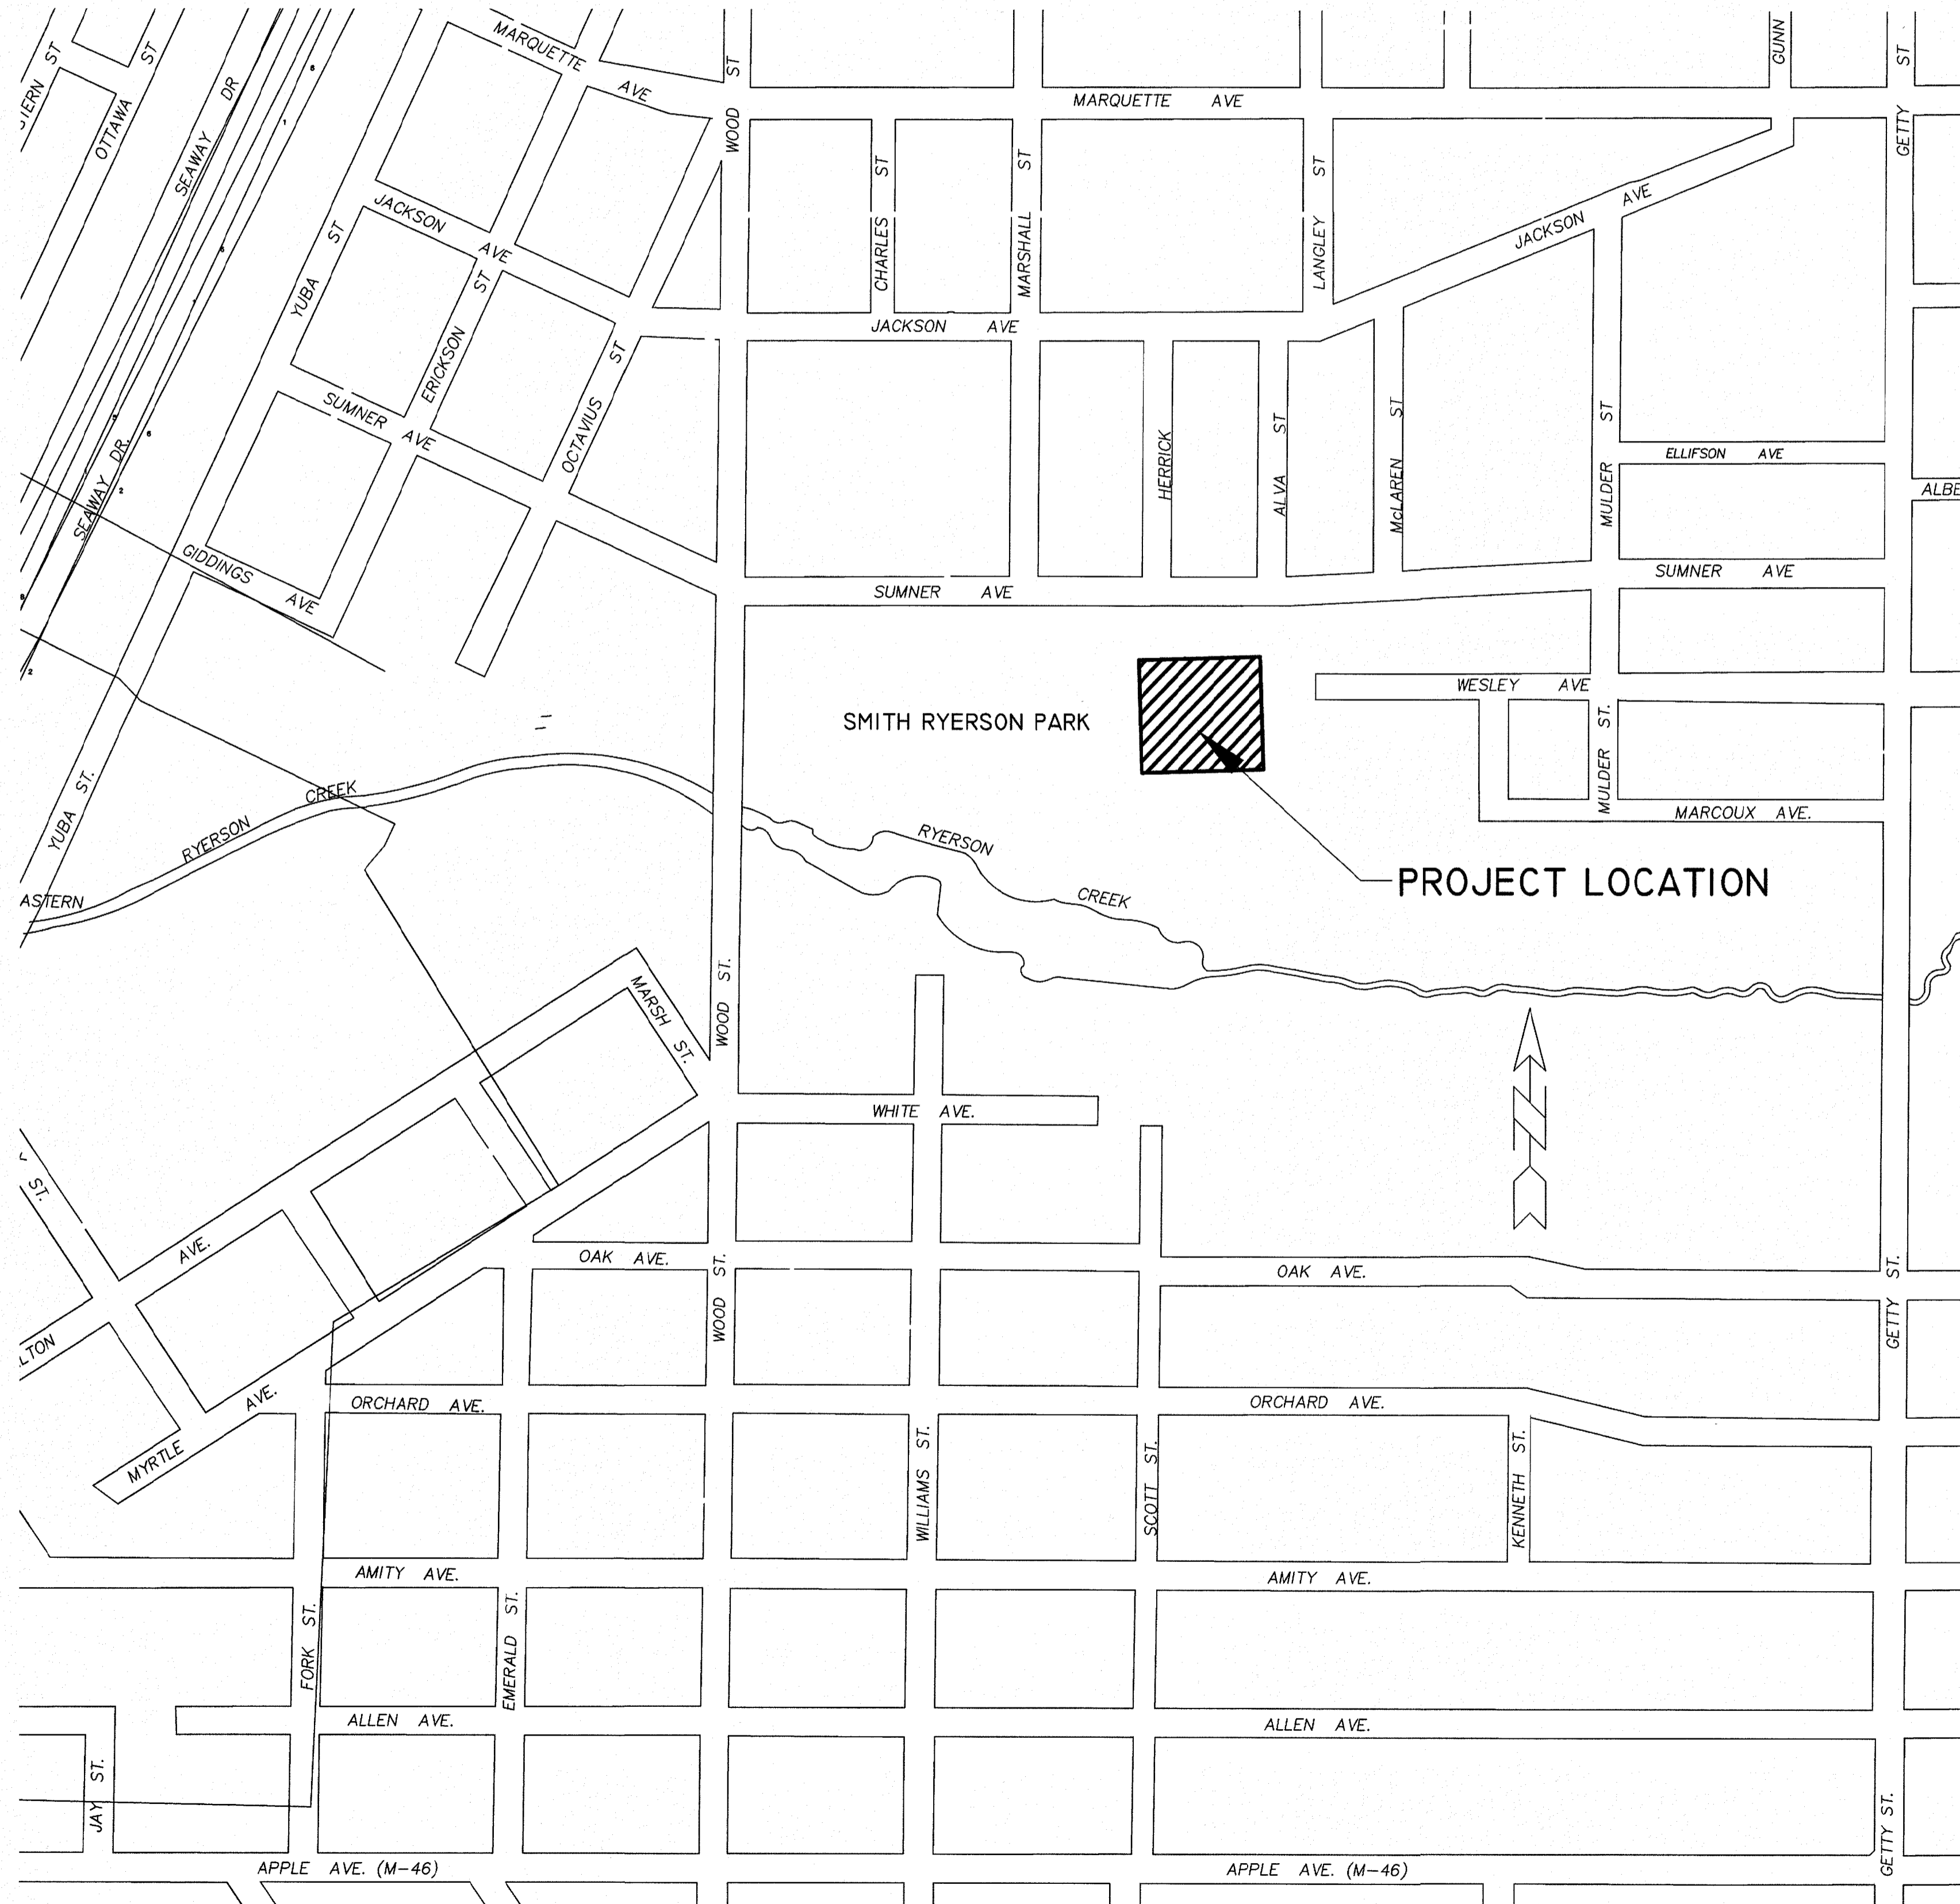 MARQUETTE AVE
WOOD ST
MARQUETTE AVE
GUNN
GETTY ST
ST
OTTAWA ST
SEAWAY DR
YUBA ST
JACKSON AVE
ERICKSON ST
OCTAVIUS ST
CHARLES ST
MARSHALL ST
LANGLEY ST
JACKSON AVE
JACKSON AVE
SUMNER AVE
SEAWAY DR.
GIDDINGS AVE
HERRICK
ALVA ST
McLAREN ST
MULDER ST
ELLIFSON AVE
ALBE
SUMNER AVE
SUMNER AVE
WESLEY AVE
SMITH RYERSON PARK
MULDER ST.
MARCOUX AVE.
YUBA ST.
RYERSON CREEK
RYERSON CREEK
PROJECT LOCATION
ASTERN
MARSH ST.
WOOD ST.
N
WHITE AVE.
ST.
AVE.
OAK AVE.
WOOD ST.
OAK AVE.
GETTY ST.
LTON
MYRTLE AVE.
ORCHARD AVE.
ORCHARD AVE.
WILLIAMS ST.
SCOTT ST.
KENNETH ST.
AMITY AVE.
AMITY AVE.
FORK ST.
EMERALD ST.
ALLEN AVE.
ALLEN AVE.
JAY ST.
GETTY ST.
APPLE AVE. (M-46)
APPLE AVE. (M-46)